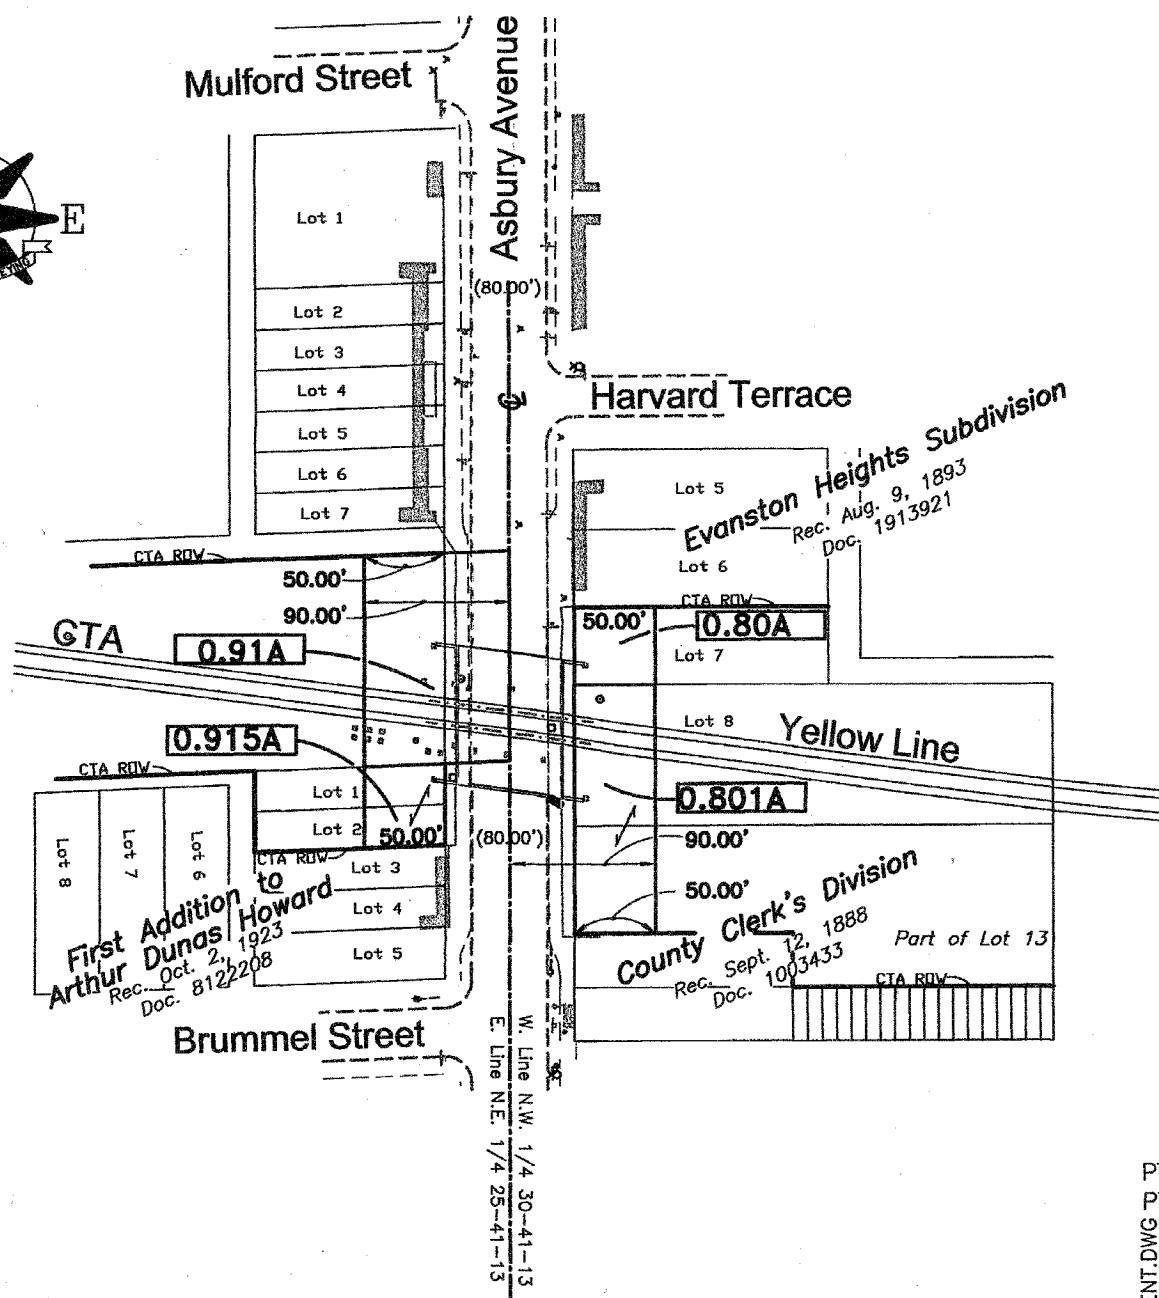 Asbury Avenue
Mulford Street
E
Lot 1
(80.00')
Lot 2
Lot 3
Lot 4
Lot 5
Lot 6
Lot 7
Harvard Terrace
Evanston Heights Subdivision
Rec. Aug. 9, 1893
Doc. 1913921
Lot 5
Lot 6
CTA ROW
50.00'
90.00'
CTA ROW
50.00'
0.80A
CTA
0.91A
Lot 7
Lot 8
Yellow Line
0.915A
CTA ROW
Lot 1
0.801A
Lot 2
50.00'
(80.00')
90.00'
CTA ROW
Lot 3
Lot 8
Lot 7
Lot 6
Lot 4
50.00'
First Addition to
Arthur Dunas Howard
Rec. Oct. 2, 1923
Doc. 8122208
Lot 5
County Clerk's Division
Rec. Sept. 12, 1888
Doc. 1003433
Part of Lot 13
CTA ROW
Brummel Street
W. Line N.W. 1/4 30-41-13
E. Line N.E. 1/4 25-41-13